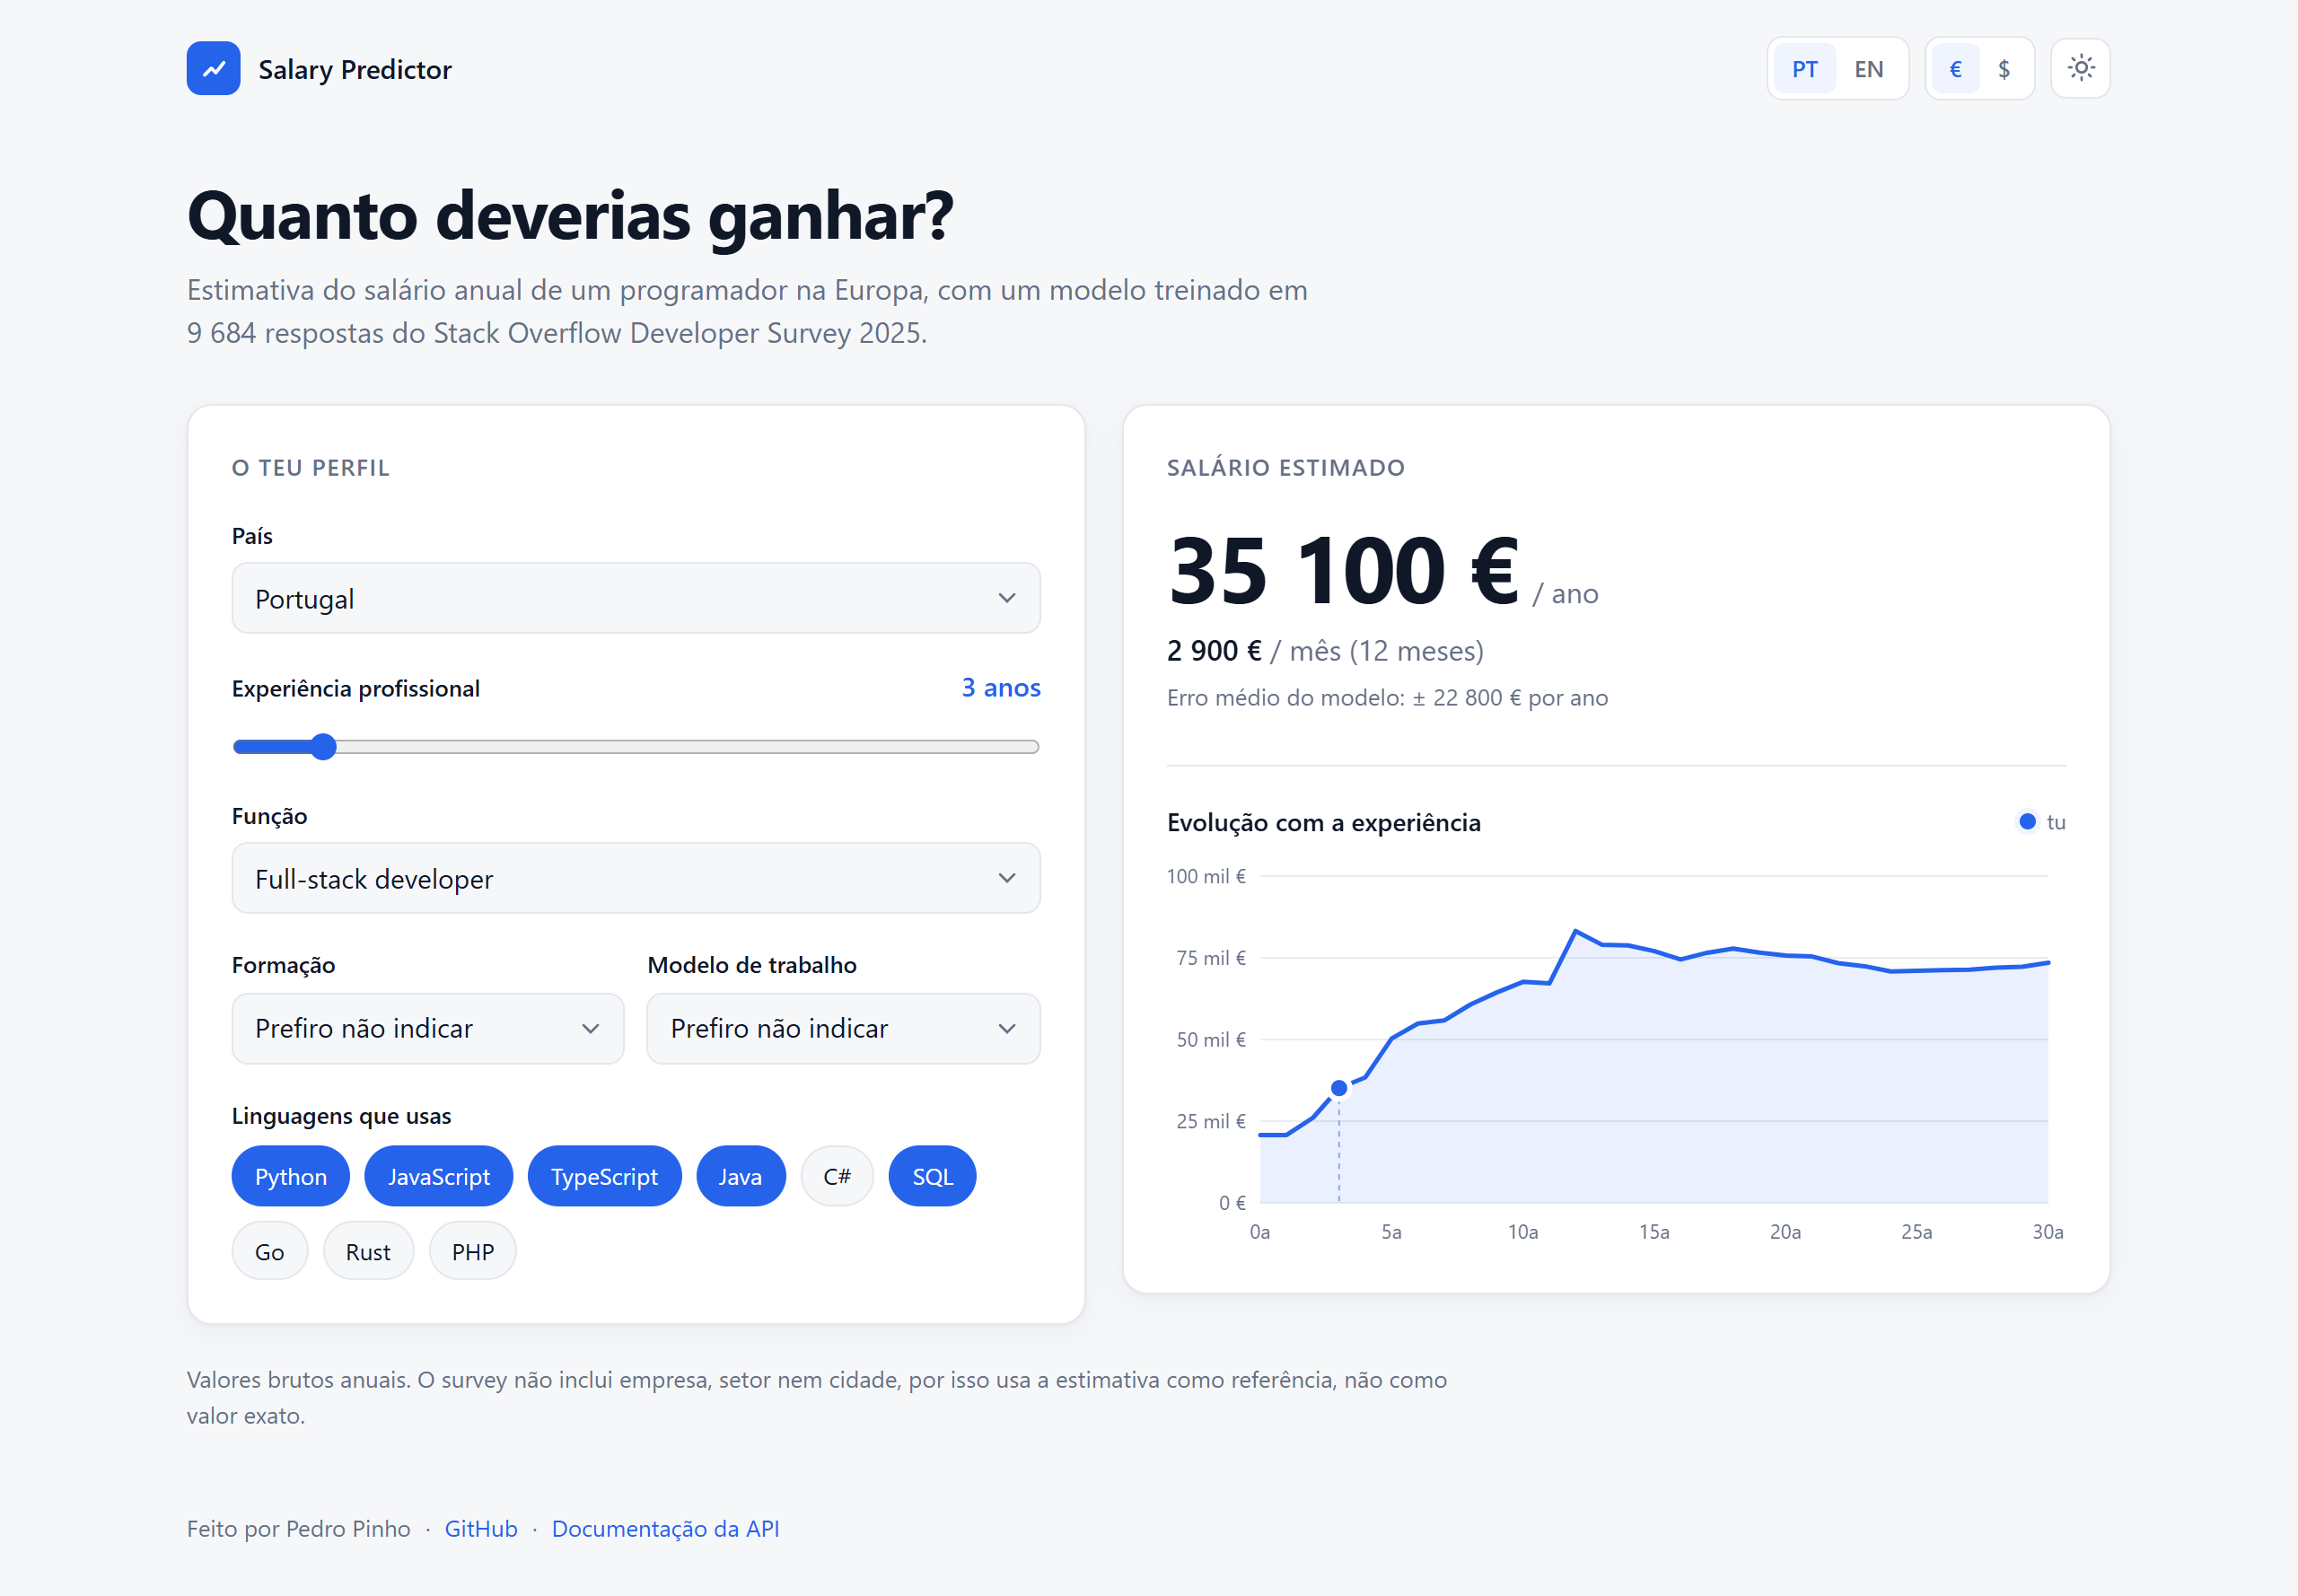 Salary Predictor
PT EN € $
Quanto deverias ganhar?
Estimativa do salário anual de um programador na Europa, com um modelo treinado em
9 684 respostas do Stack Overflow Developer Survey 2025.
O TEU PERFIL
País
Portugal
Experiência profissional 3 anos
Função
Full-stack developer
Formação Modelo de trabalho
Prefiro não indicar Prefiro não indicar
Linguagens que usas
Python JavaScript TypeScript Java C# SQL
Go Rust PHP
SALÁRIO ESTIMADO
35 100 € / ano
2 900 € / mês (12 meses)
Erro médio do modelo: ± 22 800 € por ano
Evolução com a experiência tu
100 mil €
75 mil €
50 mil €
25 mil €
0 €
0a 5a 10a 15a 20a 25a 30a
Valores brutos anuais. O survey não inclui empresa, setor nem cidade, por isso usa a estimativa como referência, não como
valor exato.
Feito por Pedro Pinho · GitHub · Documentação da API